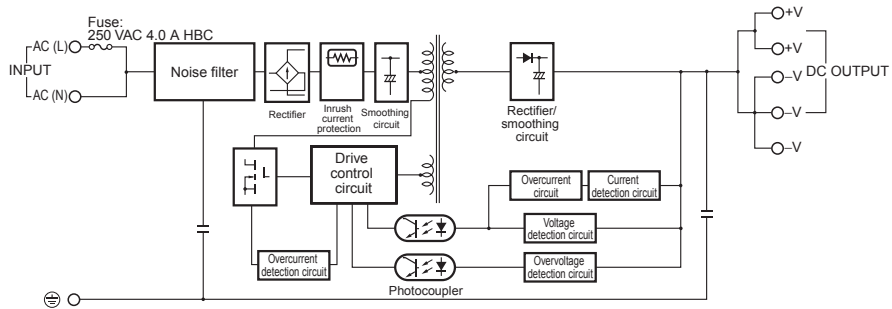 Fuse:
250 VAC 4.0 A HBC
AC (L)
INPUT
AC (N)
Noise filter
Rectifier
Inrush
current
protection
Smoothing
circuit
Rectifier/
smoothing
circuit
+V
+V
–V
DC OUTPUT
–V
–V
Drive
control
circuit
Overcurrent
circuit
Current
detection circuit
Voltage
detection circuit
Overcurrent
detection circuit
Overvoltage
detection circuit
Photocoupler